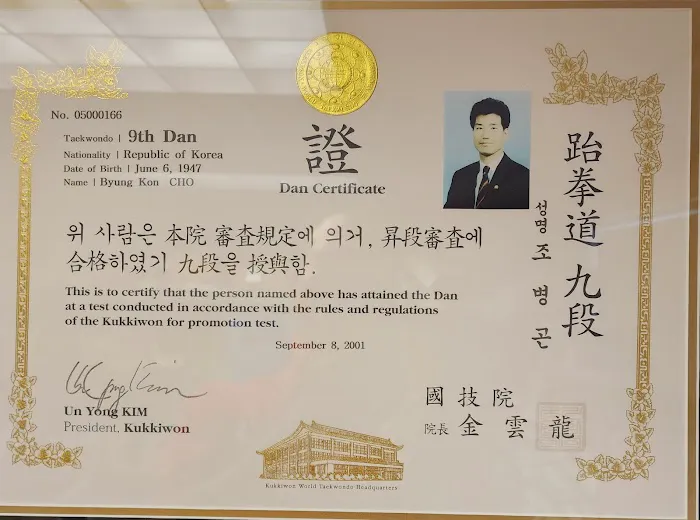 No. 05000166
Taekwondo | 9th Dan
Nationality | Republic of Korea
Date of Birth | June 6, 1947
Name | Byung Kon CHO
證
Dan Certificate
跆拳道 九段
성명 조 병 곤
위 사람은 本院 審査規定에 의거, 昇段審査에
合格하였기 九段을 授與함.
This is to certify that the person named above has attained the Dan
at a test conducted in accordance with the rules and regulations
of the Kukkiwon for promotion test.
September 8, 2001
Un Yong KIM
President, Kukkiwon
國技院
院長 金雲龍
Kukkiwon World Taekwondo Headquarters